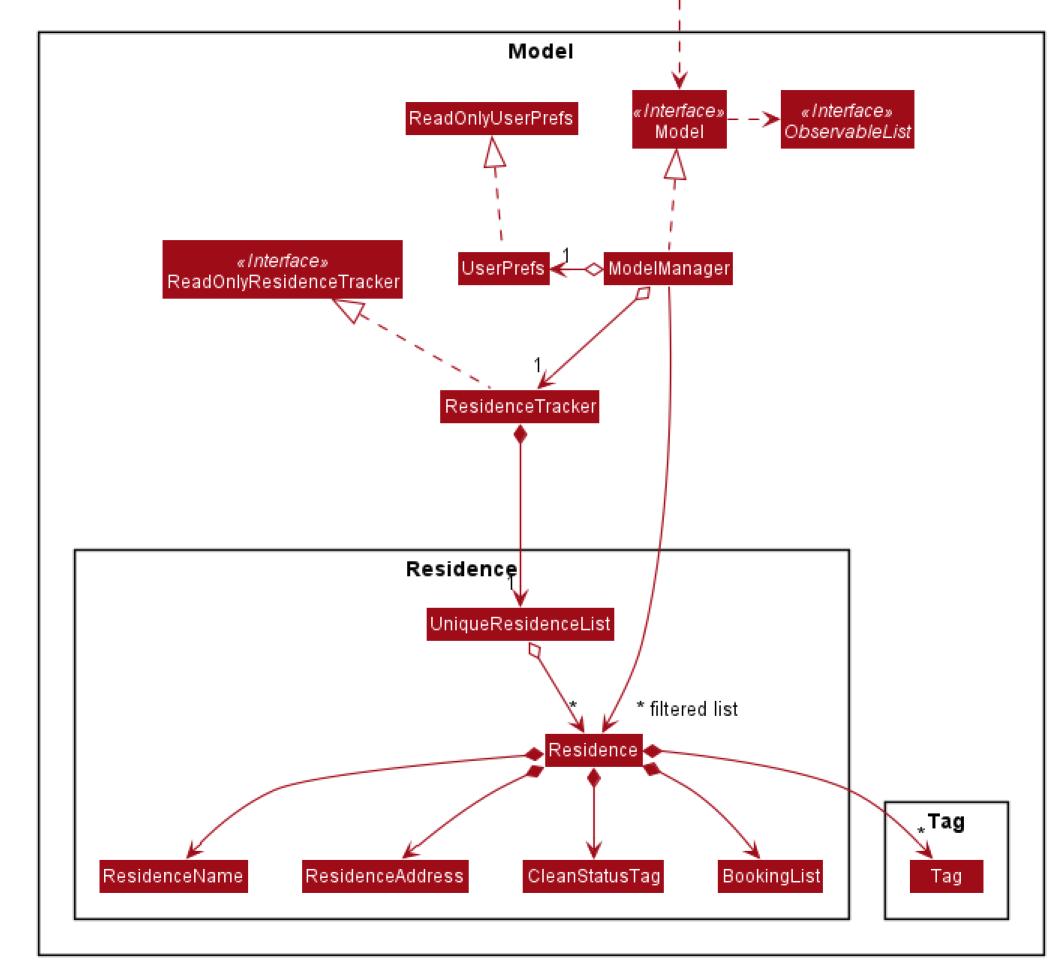 Model
«Interface»
Model
«Interface»
ObservableList
ReadOnlyUserPrefs
«Interface»
ReadOnlyResidenceTracker
UserPrefs
1
ModelManager
1
ResidenceTracker
Residence
1
UniqueResidenceList
*
* filtered list
Residence
Tag
*
ResidenceName
ResidenceAddress
CleanStatusTag
BookingList
Tag